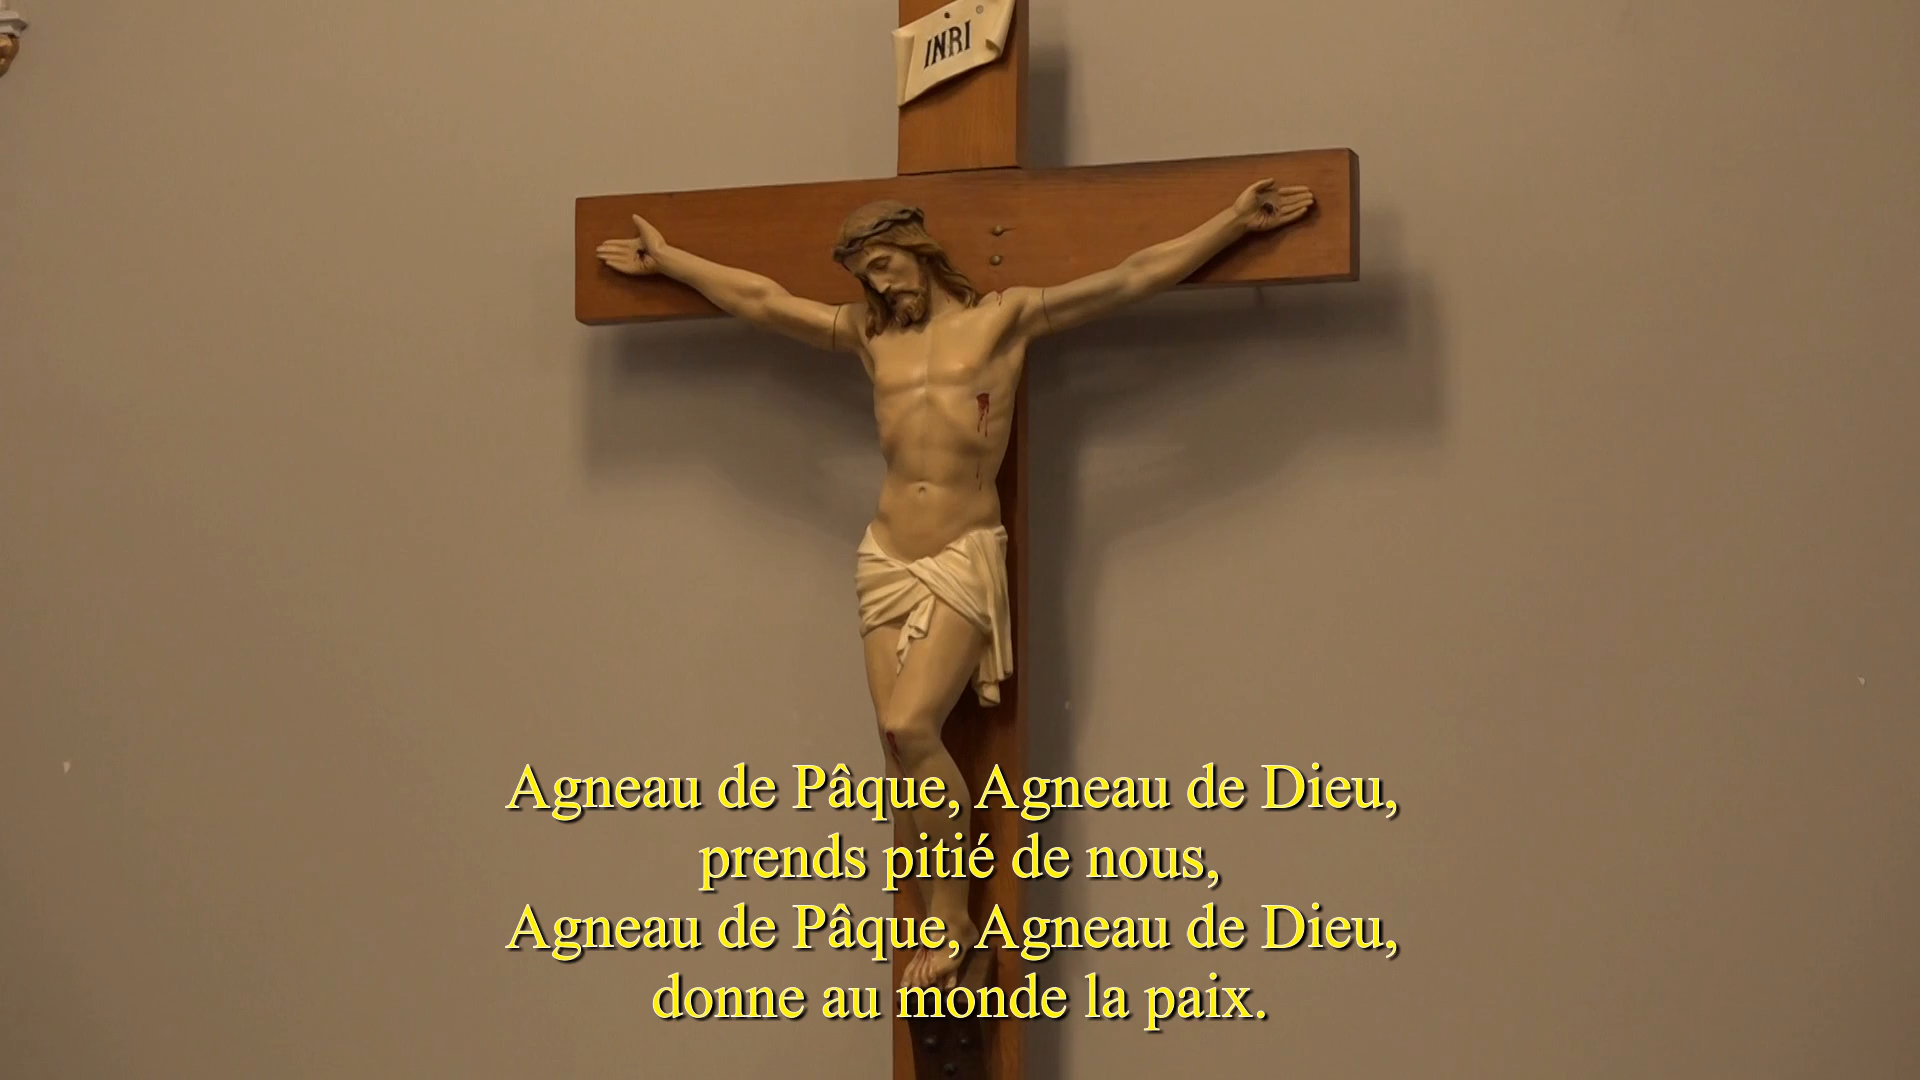 INRI
Agneau de Pâque, Agneau de Dieu,
prends pitié de nous,
Agneau de Pâque, Agneau de Dieu,
donne au monde la paix.